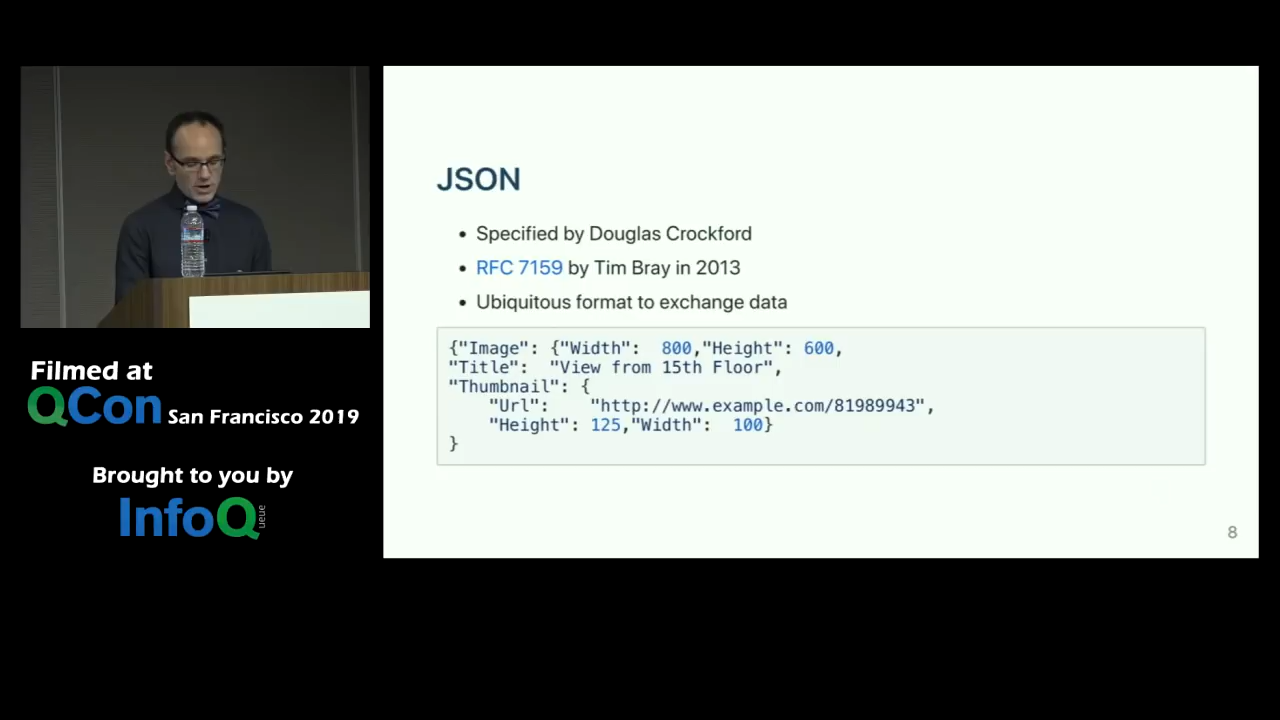 JSON
• Specified by Douglas Crockford
• RFC 7159 by Tim Bray in 2013
• Ubiquitous format to exchange data
{"Image": {"Width":  800,"Height": 600,
"Title":  "View from 15th Floor",
"Thumbnail": {
    "Url":    "http://www.example.com/81989943",
    "Height": 125,"Width":  100}
}
8
Filmed at
QCon San Francisco 2019
Brought to you by
InfoQ
ueue